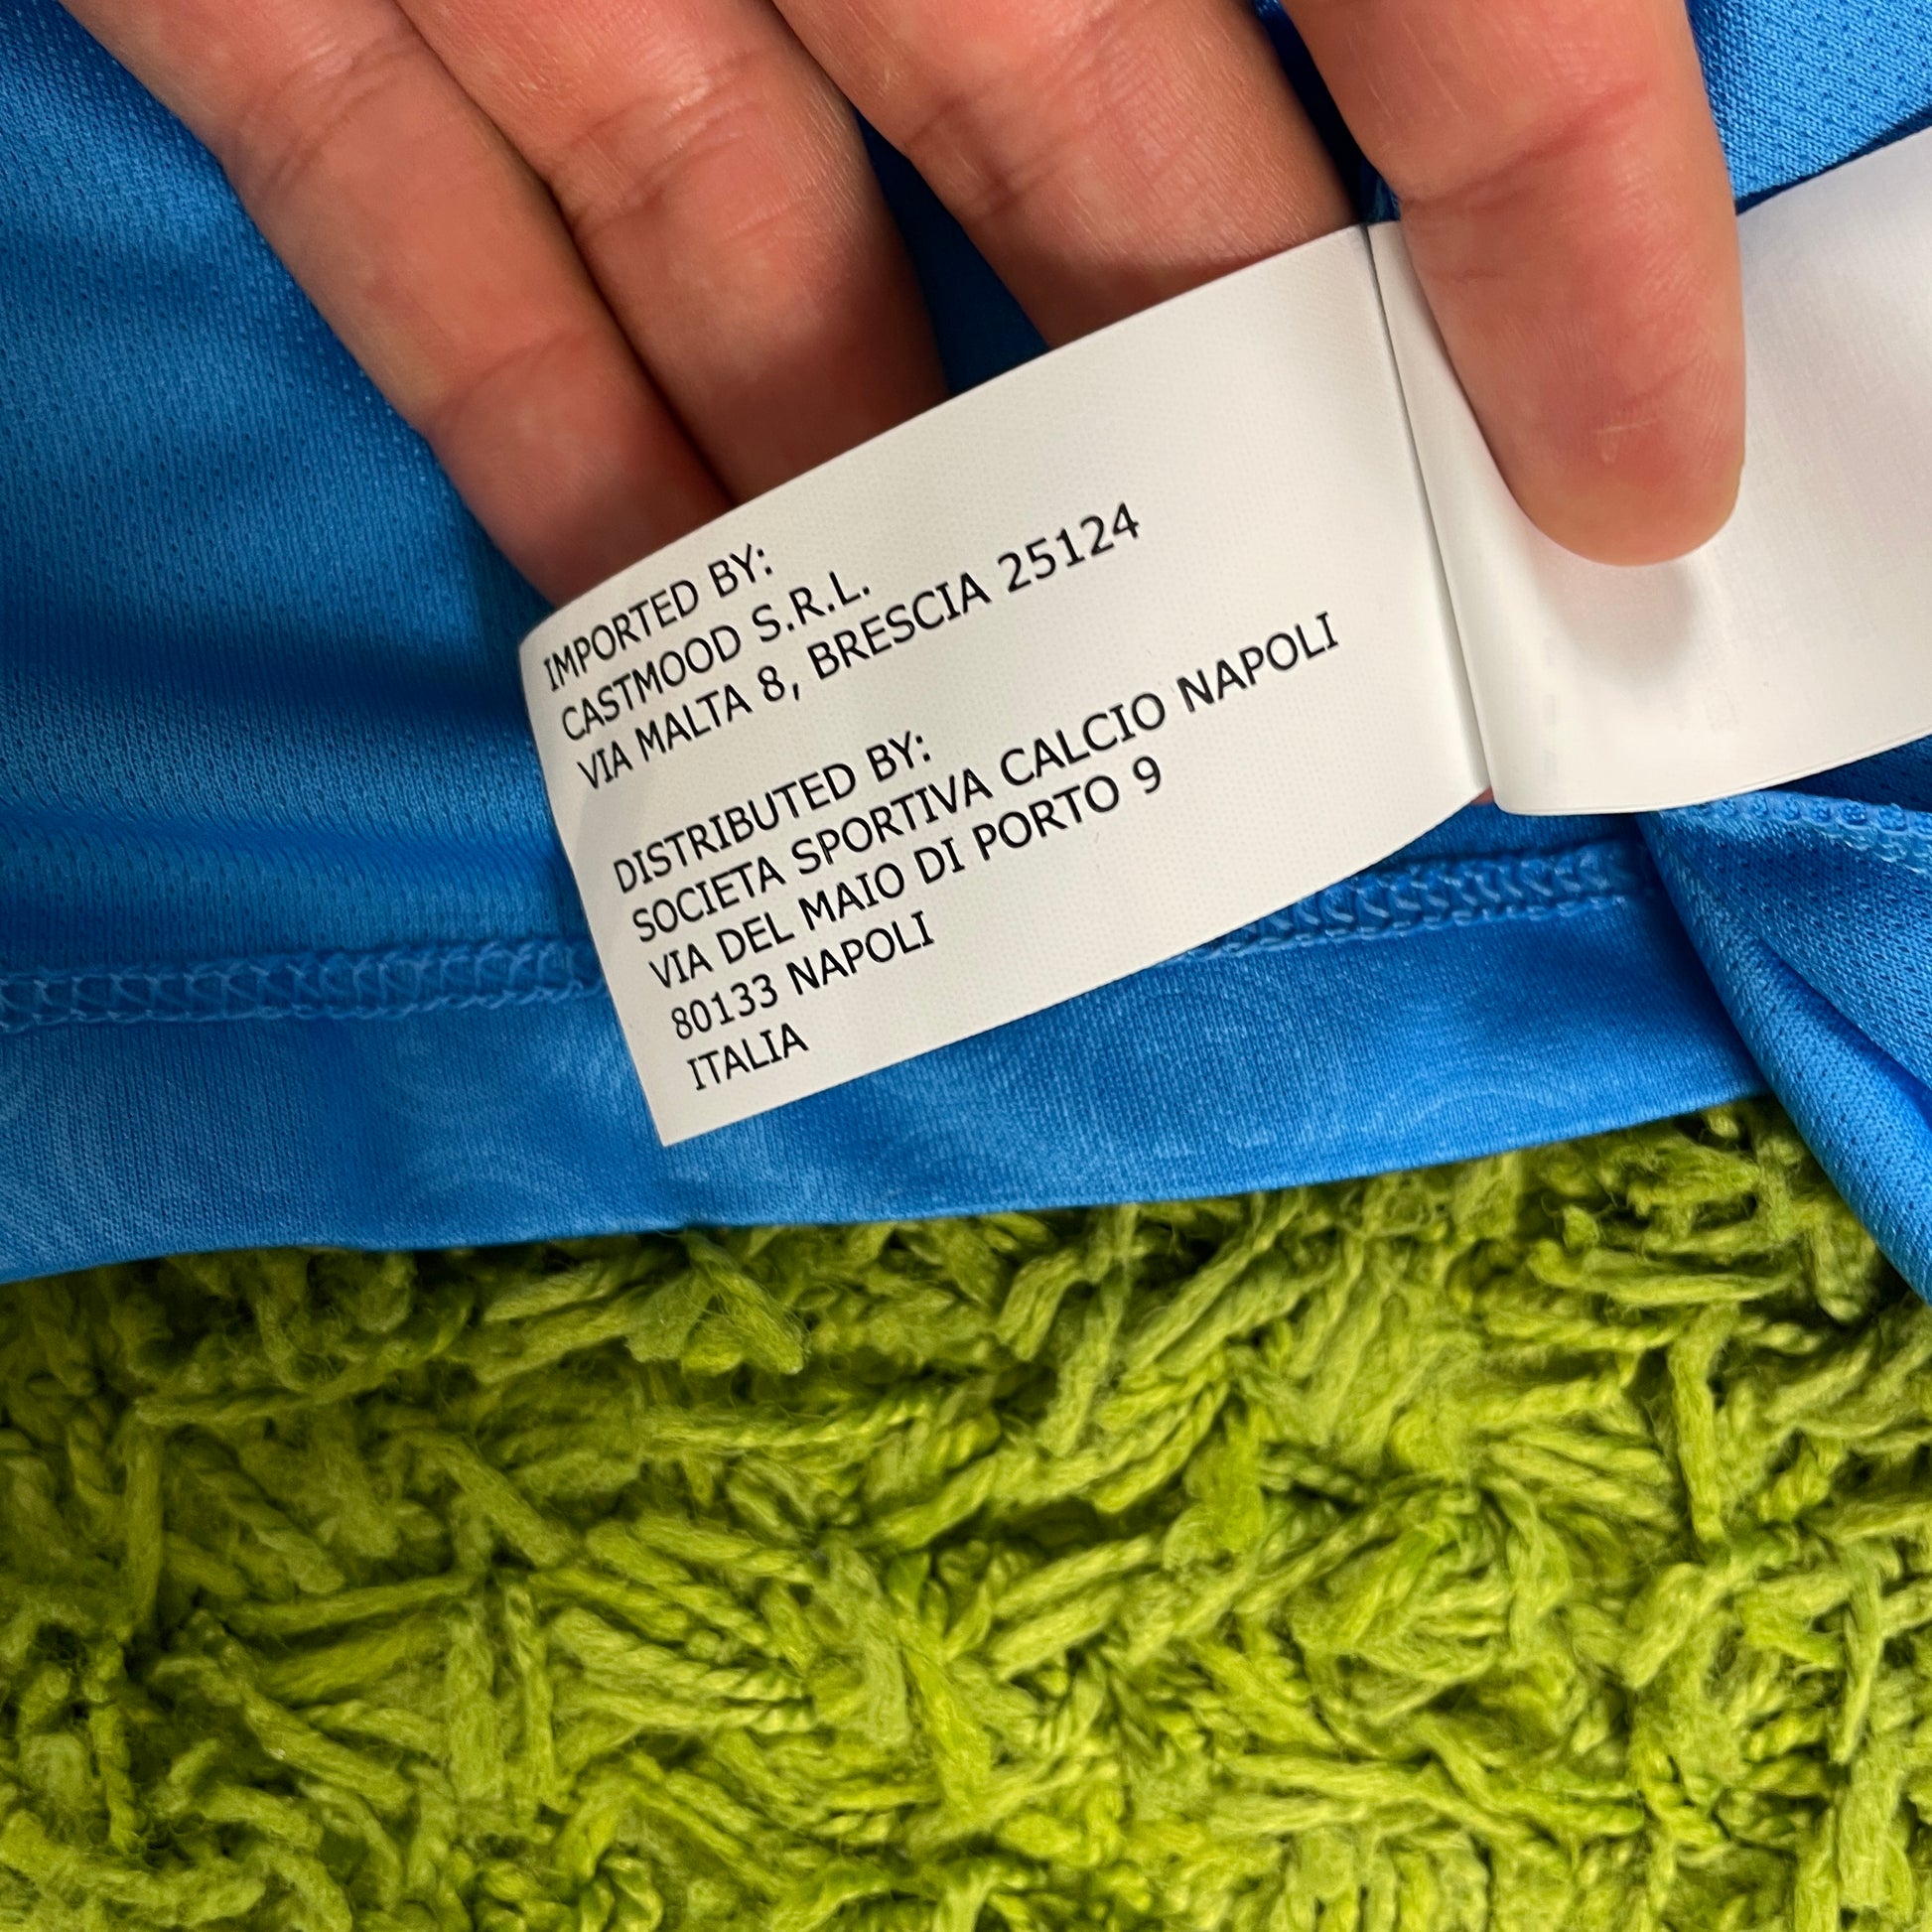 IMPORTED BY:
CASTMOOD S.R.L.
VIA MALTA 8, BRESCIA 25124
DISTRIBUTED BY:
SOCIETA SPORTIVA CALCIO NAPOLI
VIA DEL MAIO DI PORTO 9
80133 NAPOLI
ITALIA